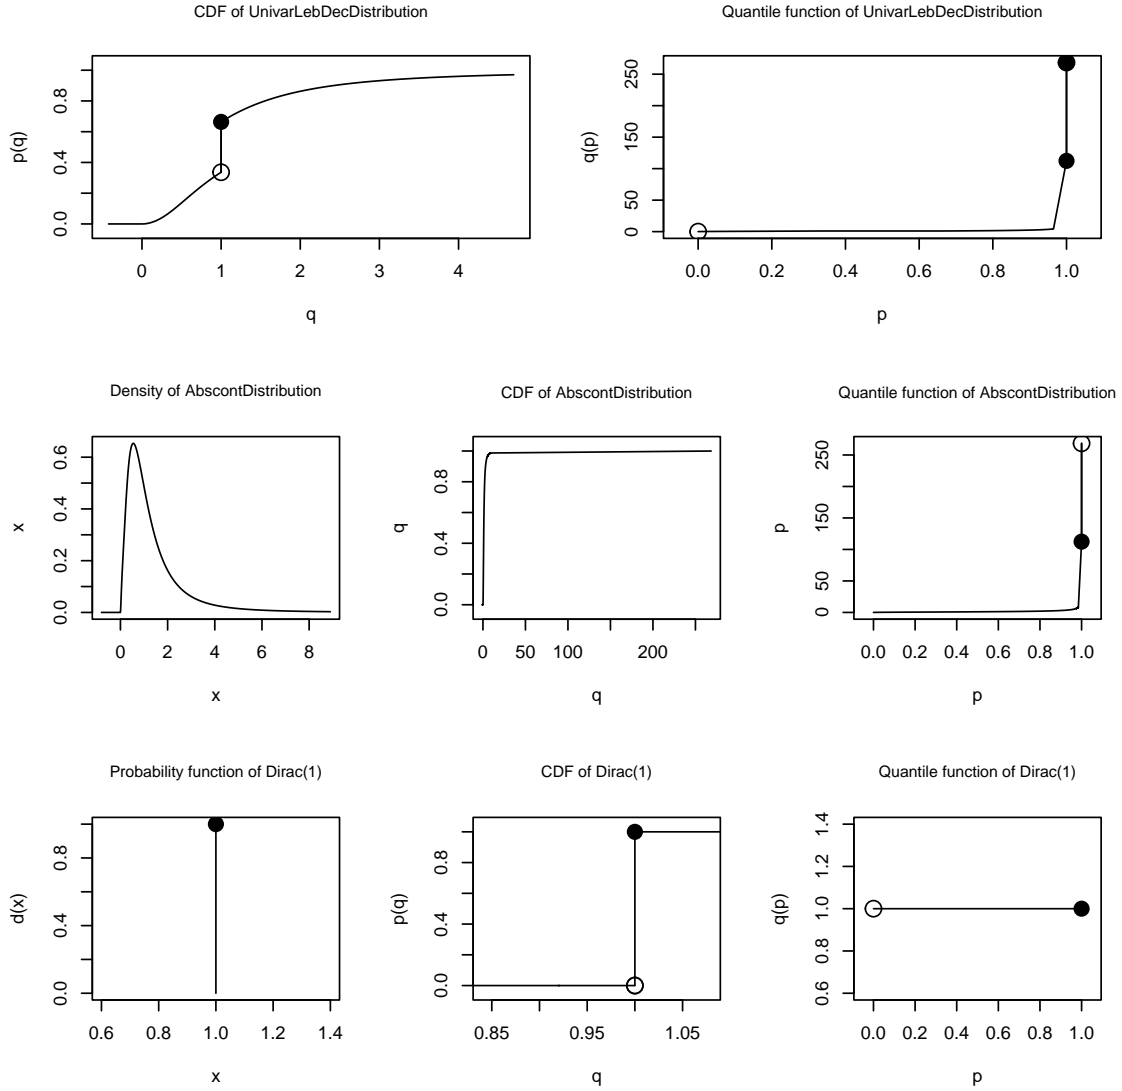 CDF of UnivarLebDecDistribution
p(q)
0.0 0.4 0.8
0 1 2 3 4
q
Quantile function of UnivarLebDecDistribution
q(p)
0 50 150 250
0.0 0.2 0.4 0.6 0.8 1.0
p
Density of AbscontDistribution
x
0.0 0.2 0.4 0.6
0 2 4 6 8
x
CDF of AbscontDistribution
q
0.0 0.4 0.8
0 50 100 200
q
Quantile function of AbscontDistribution
p
0 50 150 250
0.0 0.2 0.4 0.6 0.8 1.0
p
Probability function of Dirac(1)
d(x)
0.0 0.4 0.8
0.6 0.8 1.0 1.2 1.4
x
CDF of Dirac(1)
p(q)
0.0 0.4 0.8
0.85 0.95 1.05
q
Quantile function of Dirac(1)
q(p)
0.6 0.8 1.0 1.2 1.4
0.0 0.2 0.4 0.6 0.8 1.0
p